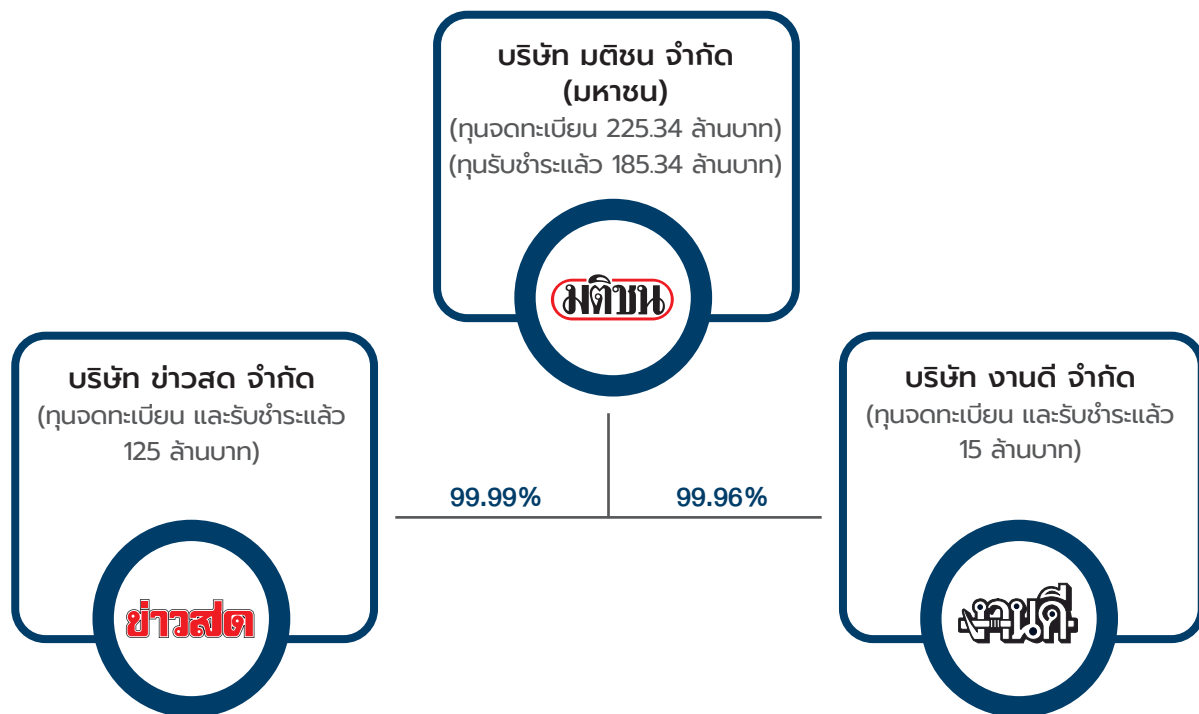 บริษัท มติชน จำกัด
(มหาชน)
(ทุนจดทะเบียน 225.34 ล้านบาท)
(ทุนรับชำระแล้ว 185.34 ล้านบาท)
มติชน
บริษัท ข่าวสด จำกัด
(ทุนจดทะเบียน และรับชำระแล้ว
125 ล้านบาท)
ข่าวสด
99.99%
99.96%
บริษัท งานดี จำกัด
(ทุนจดทะเบียน และรับชำระแล้ว
15 ล้านบาท)
งานดี